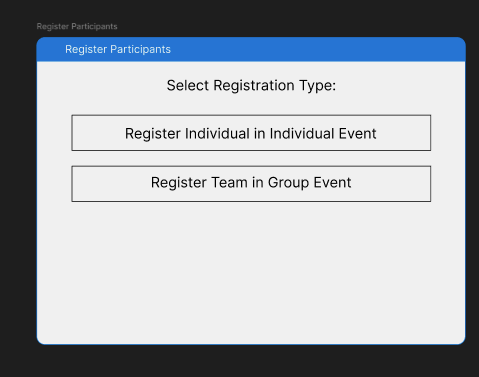 Register Participants
Register Participants
Select Registration Type:
Register Individual in Individual Event
Register Team in Group Event